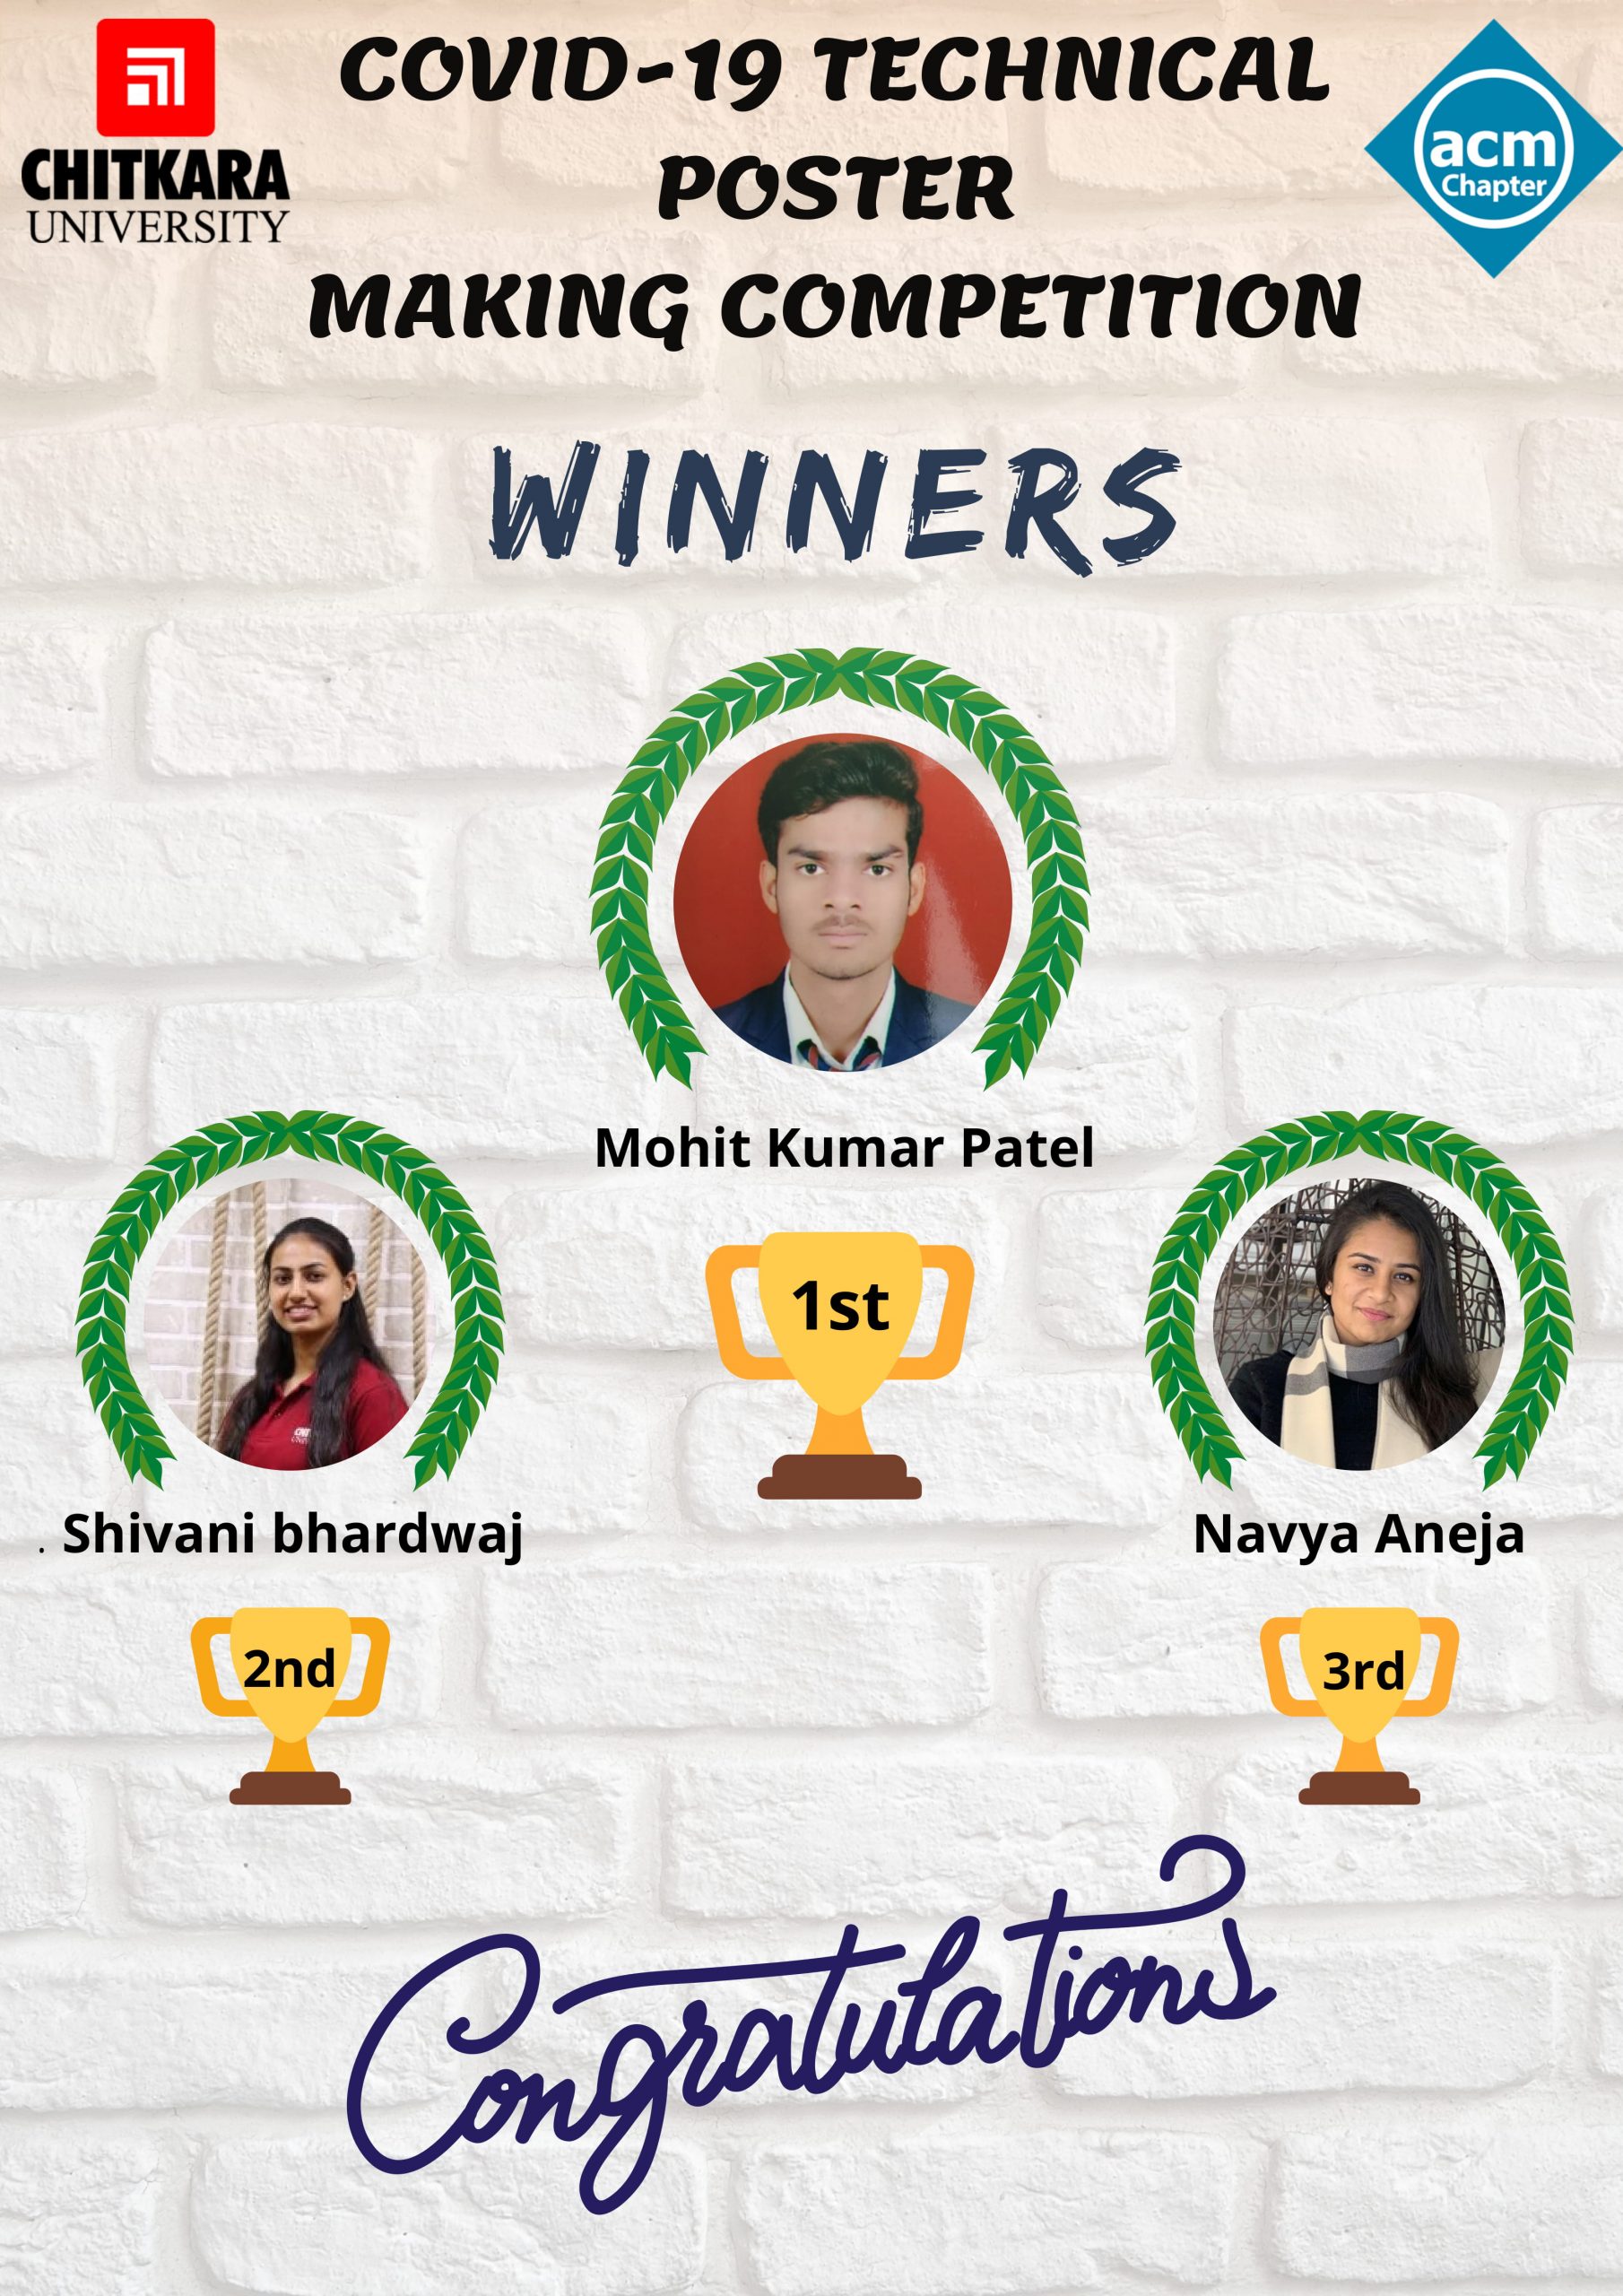 CHITKARA
UNIVERSITY
COVID-19 TECHNICAL
POSTER
MAKING COMPETITION
acm
Chapter
WINNERS
Mohit Kumar Patel
1st
. Shivani bhardwaj
2nd
Navya Aneja
3rd
Congratulations